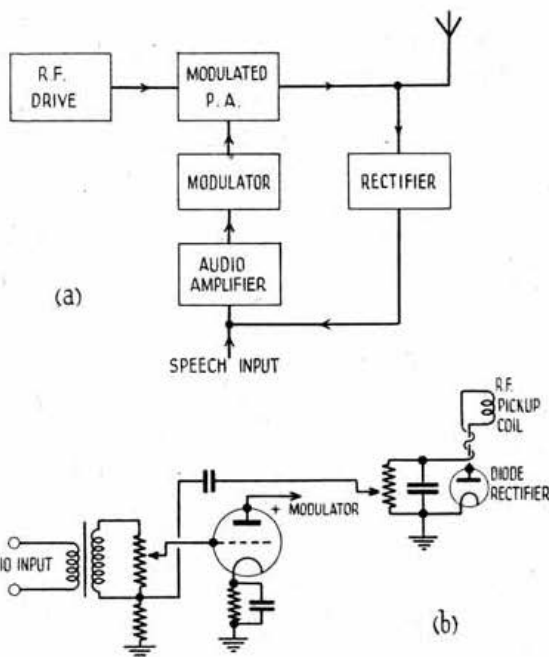 R.F.
DRIVE
MODULATED
P.A.
MODULATOR
RECTIFIER
AUDIO
AMPLIFIER
(a)
SPEECH INPUT
R.F.
PICKUP
COIL
DIODE
RECTIFIER
+ MODULATOR
IO INPUT
(b)